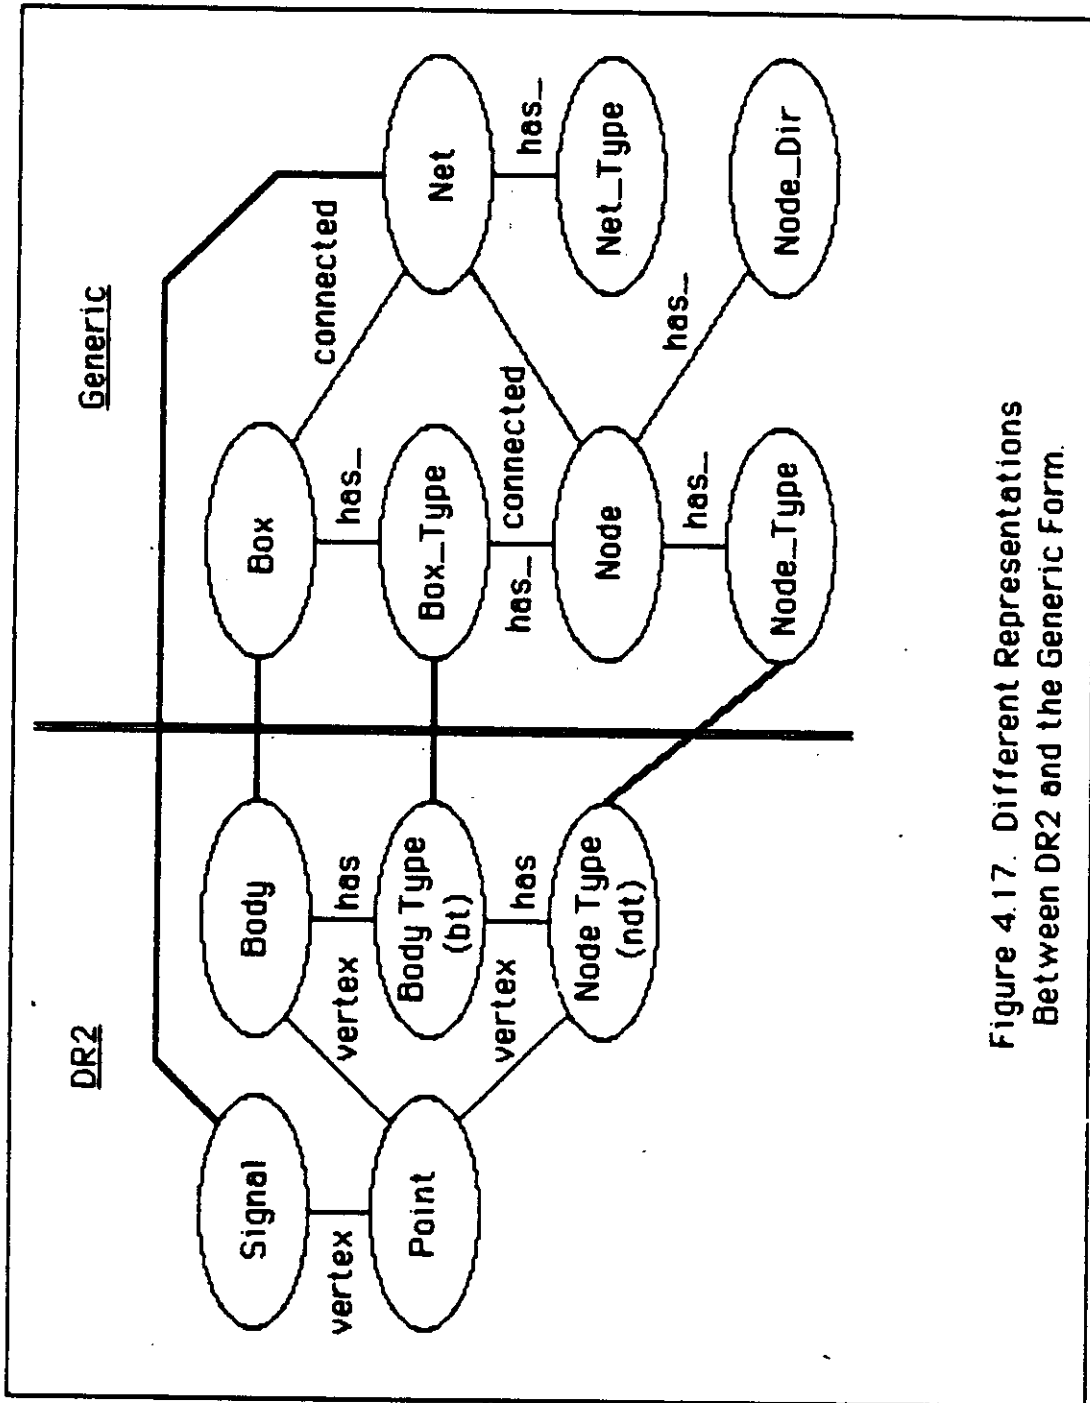 DR2
Generic
Signal
Body
Box
vertex
vertex
has
has_
connected
Net
Point
Body Type
(bt)
Box_Type
vertex
has
has_
connected
has_
Node Type
(ndt)
Node
Net_Type
has_
has_
Node_Type
Node_Dir
Figure 4.17. Different Representations
Between DR2 and the Generic Form.